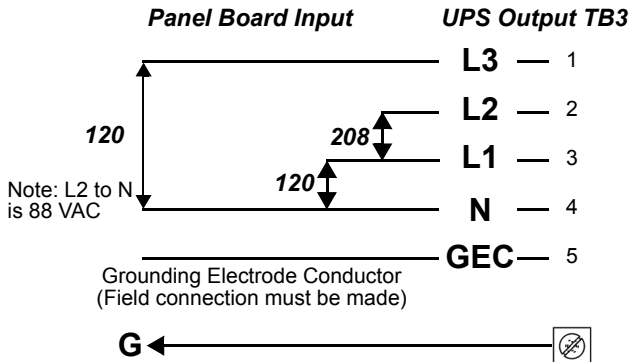 Panel Board Input UPS Output TB3
L3 1
L2 2
120 208
L1 3
120
Note: L2 to N
is 88 VAC
N 4
GEC 5
Grounding Electrode Conductor
(Field connection must be made)
G